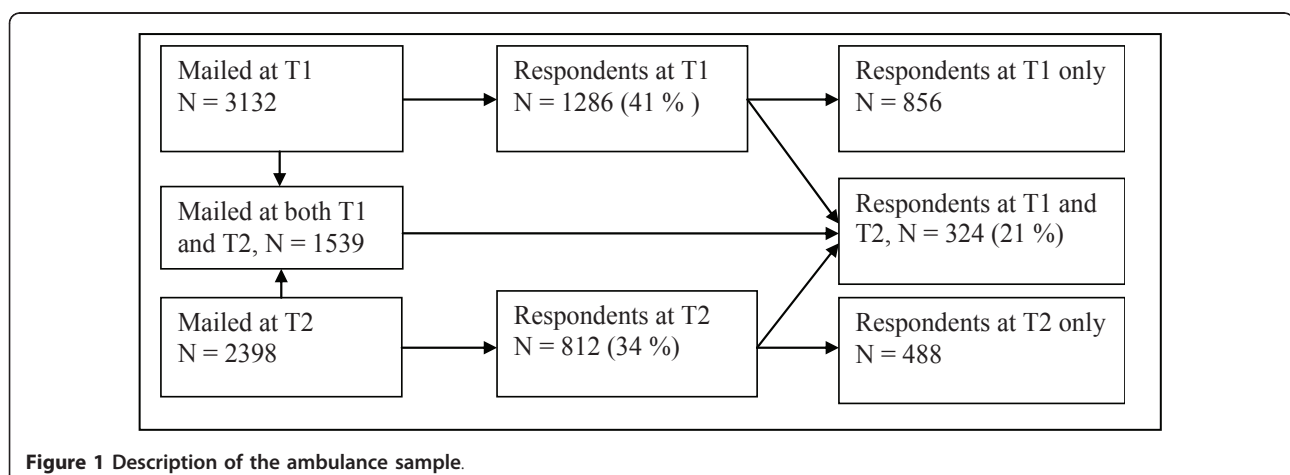 Mailed at T1
N = 3132
Respondents at T1
N = 1286 (41 % )
Respondents at T1 only
N = 856
Mailed at both T1
and T2, N = 1539
Respondents at T1 and
T2, N = 324 (21 %)
Mailed at T2
N = 2398
Respondents at T2
N = 812 (34 %)
Respondents at T2 only
N = 488
Figure 1 Description of the ambulance sample.